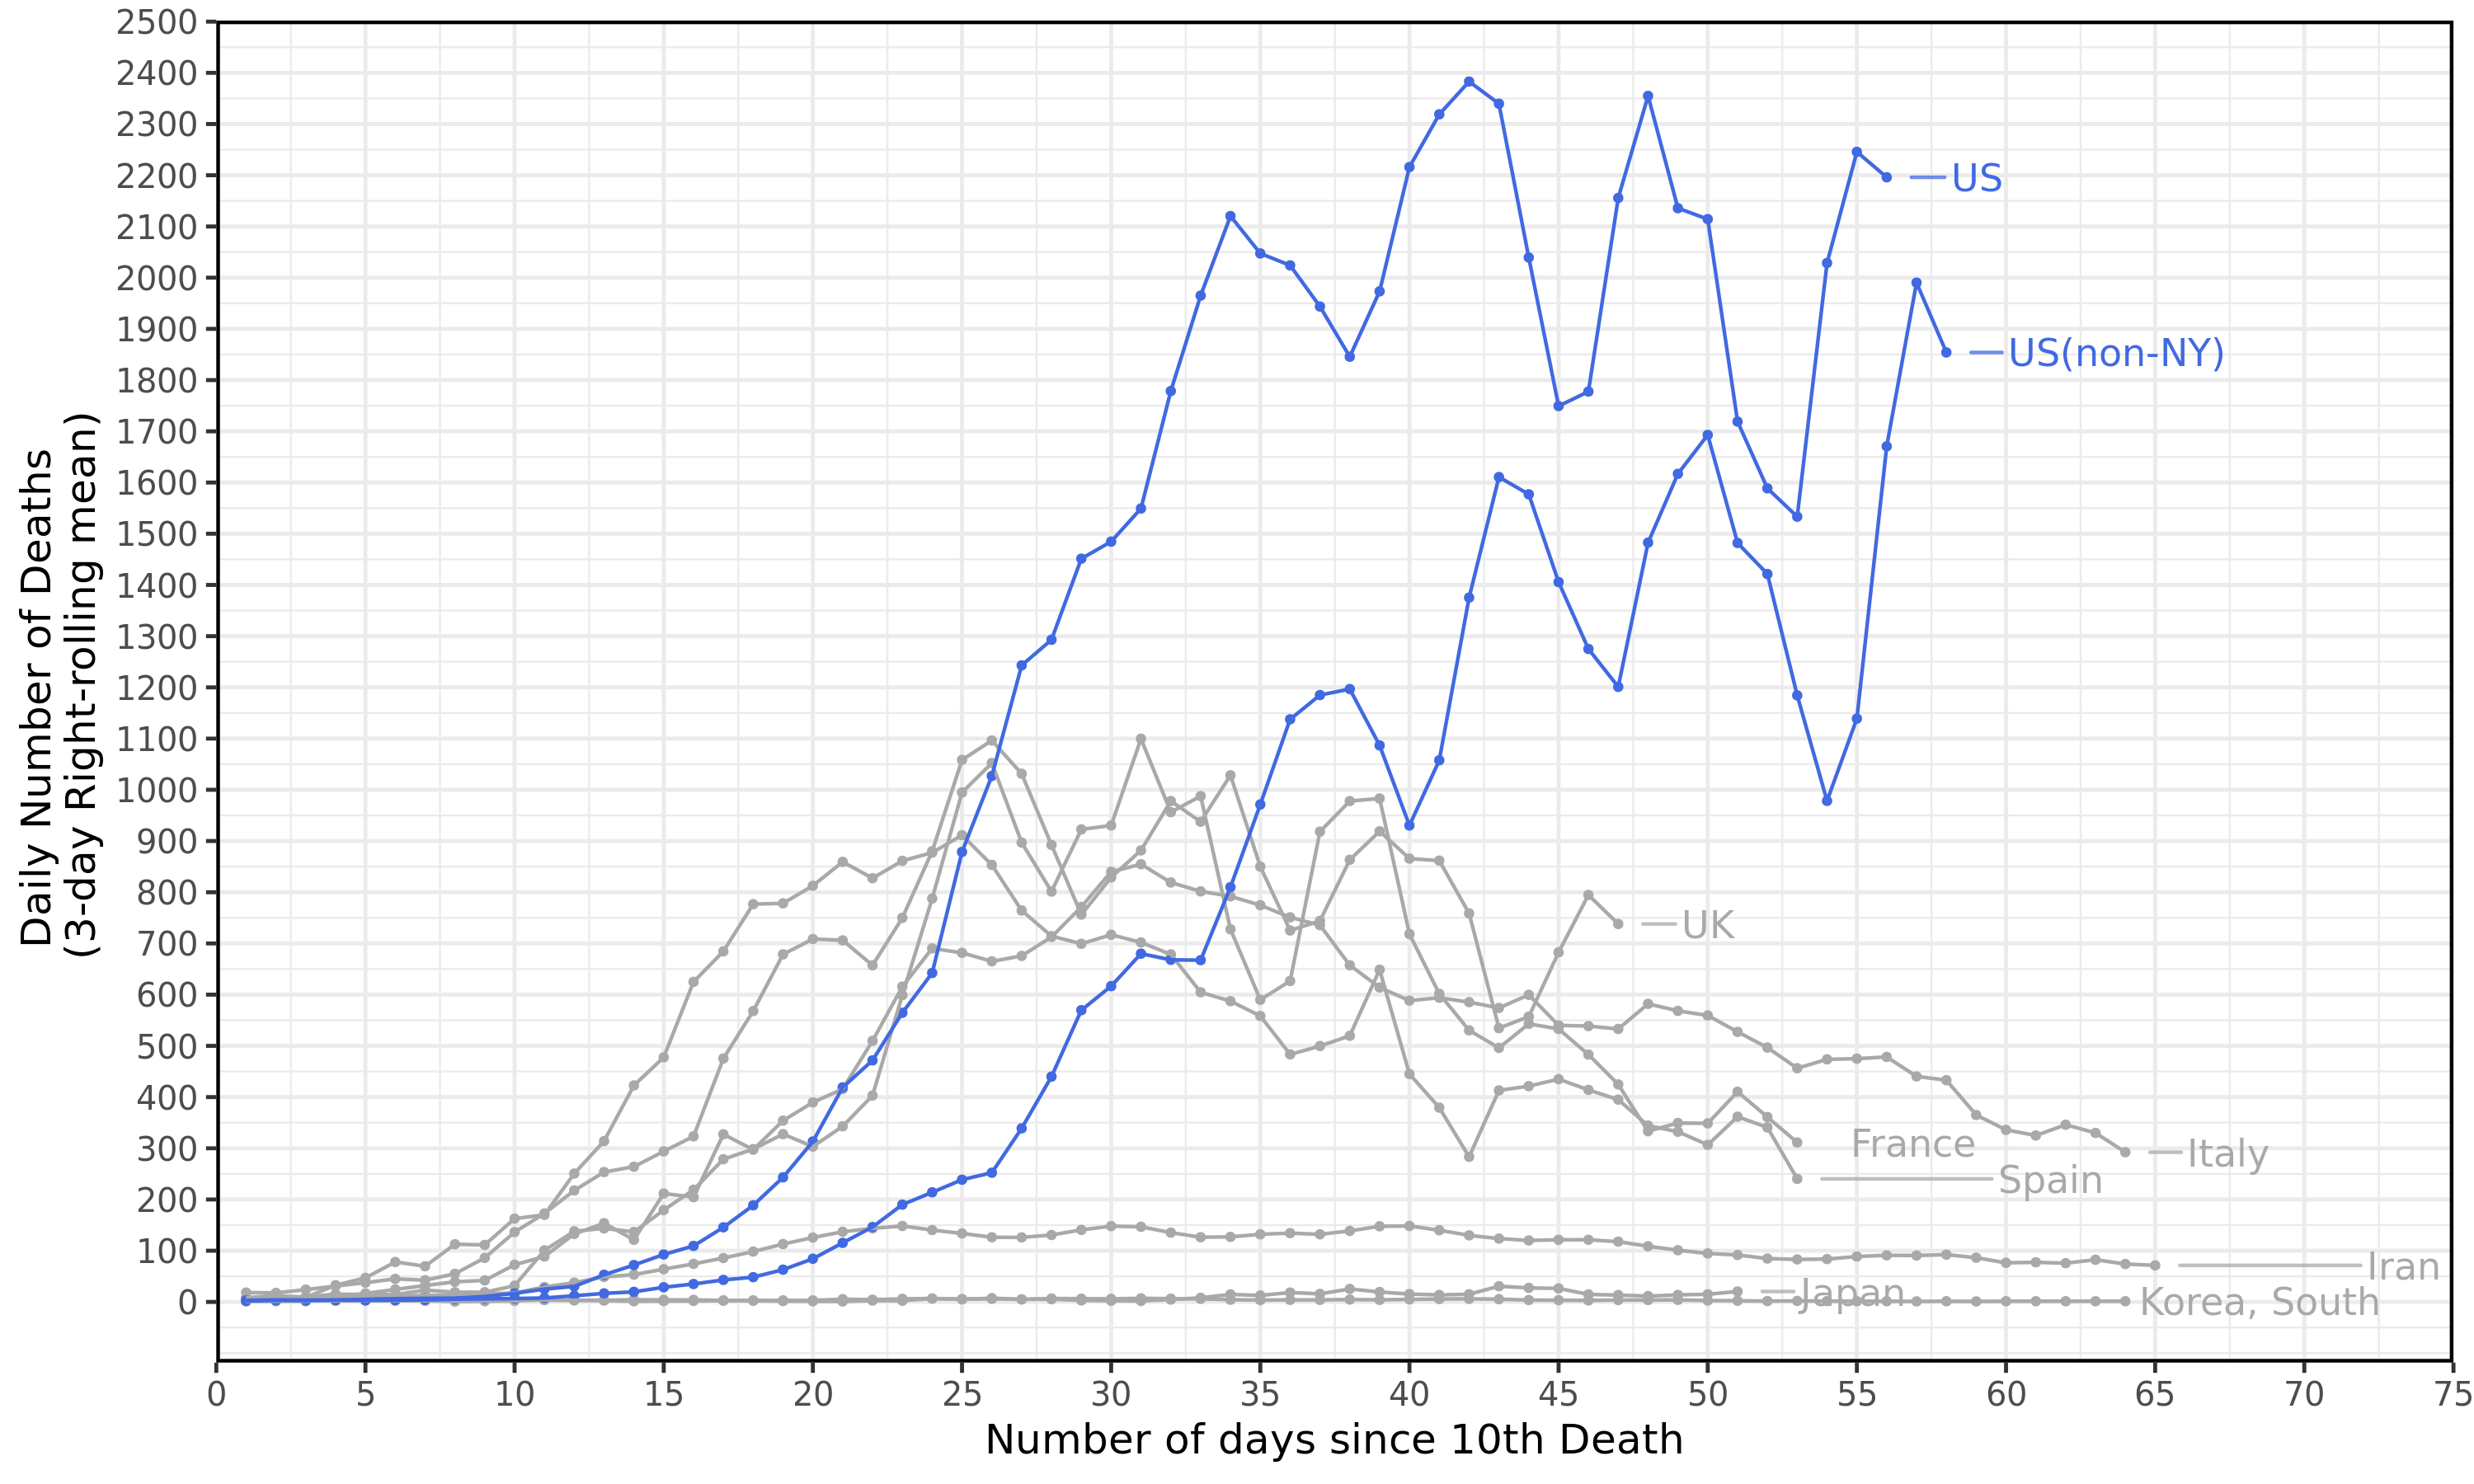 Daily Number of Deaths
(3-day Right-rolling mean)
2500
2400
2300
2200
2100
2000
1900
1800
1700
1600
1500
1400
1300
1200
1100
1000
900
800
700
600
500
400
300
200
100
0
US
US(non-NY)
UK
France
Italy
Spain
Iran
Japan
Korea, South
0 5 10 15 20 25 30 35 40 45 50 55 60 65 70 75
Number of days since 10th Death